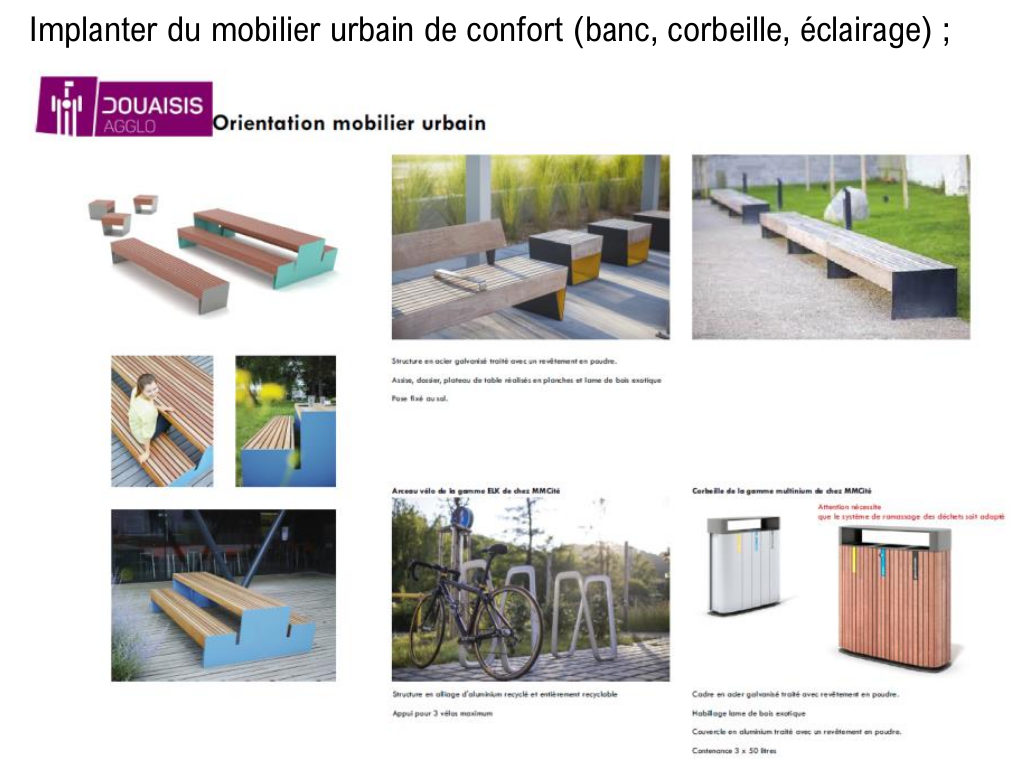 Implanter du mobilier urbain de confort (banc, corbeille, éclairage) ;
DOUAISIS
AGGLO
Orientation mobilier urbain
Structure en acier galvanisé traité avec un revêtement en poudre.
Assise, dossier, plateau de table réalisés en planches et lame de bois exotique
Pose fixé au sol.
Arceau vélo de la gamme ELK de chez MMCité
Corbeille de la gamme multinium de chez MMCité
Attention nécessite
que le système de ramassage des déchets soit adapté
Structure en alliage d'aluminium recyclé et entièrement recyclable
Appui pour 3 vélos maximum
Cadre en acier galvanisé traité avec revêtement en poudre.
Habillage lame de bois exotique
Couvercle en aluminium traité avec un revêtement en poudre.
Contenance 3 x 50 litres